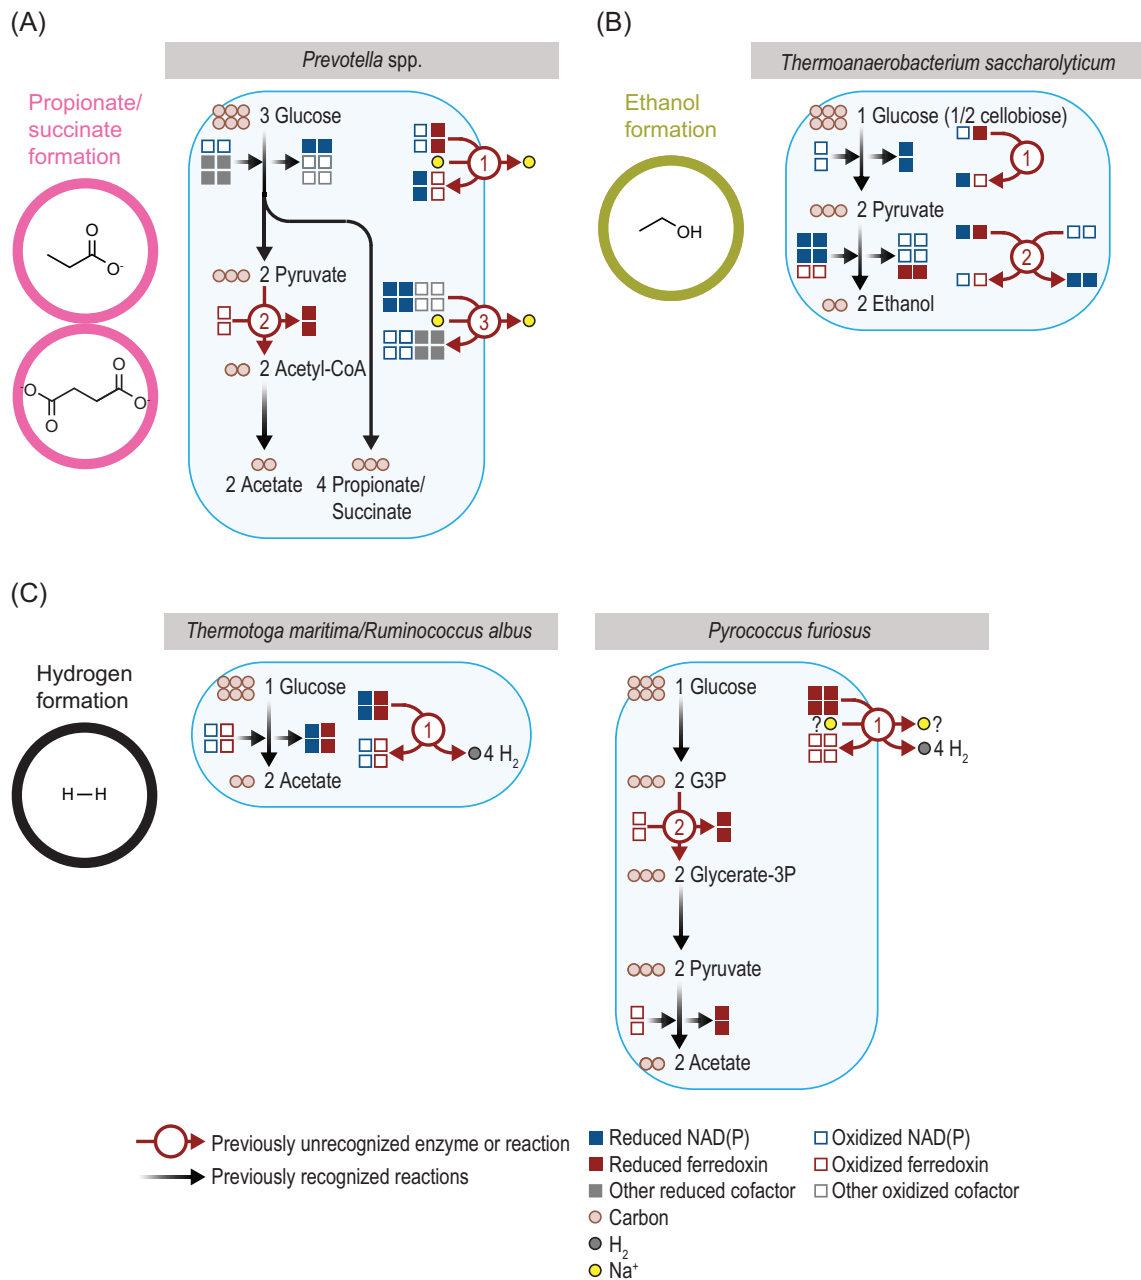 (A)
Prevotella spp.
Propionate/
succinate
formation
O
O-
-O
O
O
O-
3 Glucose
1
2 Pyruvate
2
3
2 Acetyl-CoA
2 Acetate
4 Propionate/
Succinate
(B)
Thermoanaerobacterium saccharolyticum
Ethanol
formation
OH
1 Glucose (1/2 cellobiose)
1
2 Pyruvate
2
2 Ethanol
(C)
Thermotoga maritima/Ruminococcus albus
Hydrogen
formation
H–H
1 Glucose
1
4 H₂
2 Acetate
Pyrococcus furiosus
1 Glucose
? 1 ?
4 H₂
2 G3P
2
2 Glycerate-3P
2 Pyruvate
2 Acetate
Previously unrecognized enzyme or reaction
Previously recognized reactions
Reduced NAD(P)
Oxidized NAD(P)
Reduced ferredoxin
Oxidized ferredoxin
Other reduced cofactor
Other oxidized cofactor
Carbon
H₂
Na⁺